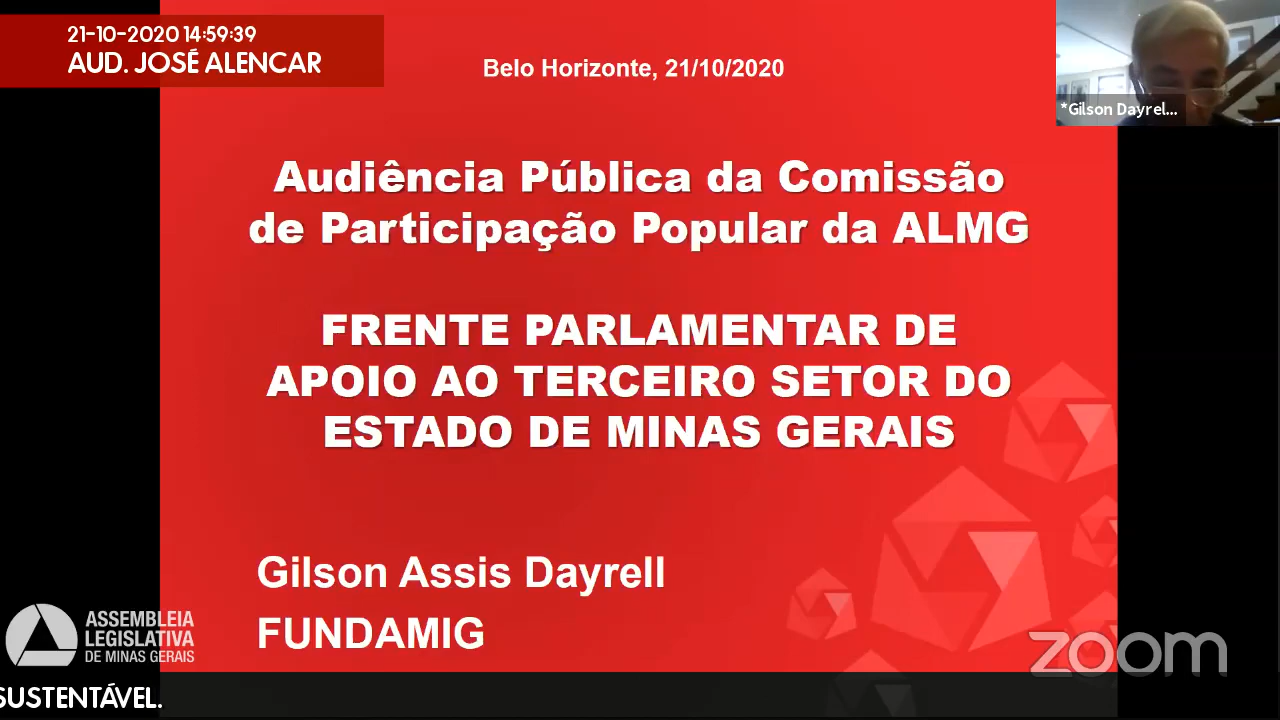 21-10-2020 14:59:39
AUD. JOSÉ ALENCAR
Belo Horizonte, 21/10/2020
*Gilson Dayrel...
Audiência Pública da Comissão
de Participação Popular da ALMG
FRENTE PARLAMENTAR DE
APOIO AO TERCEIRO SETOR DO
ESTADO DE MINAS GERAIS
Gilson Assis Dayrell
FUNDAMIG
ASSEMBLEIA
LEGISLATIVA
DE MINAS GERAIS
zoom
SUSTENTÁVEL.